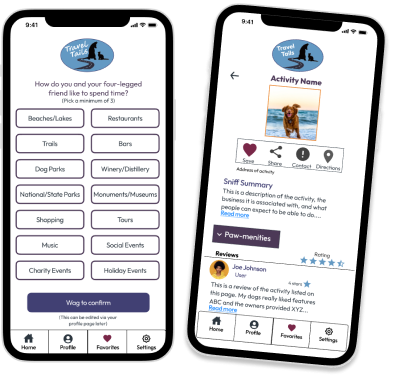 9:41
Travel
Tails
How do you and your four-legged
friend like to spend time?
(Pick a minimum of 3)
Beaches/Lakes
Restaurants
Trails
Bars
Dog Parks
Winery/Distillery
National/State Parks
Monuments/Museums
Shopping
Tours
Music
Social Events
Charity Events
Holiday Events
Wag to confirm
(This can be edited via your
profile page later)
Home
Profile
Favorites
Settings
9:41
Travel
Tails
Activity Name
Save
Share
Contact
Directions
Address of activity
Sniff Summary
This is a description of the activity, the
business it is associated with, and what
people can expect to be able to do....
Read more
Paw-menities
Reviews
Rating
Joe Johnson
User
4 stars
This is a review of the activity listed on
this page. My dogs really liked features
ABC and the owners provided XYZ...
Read more
Home
Profile
Favorites
Settings